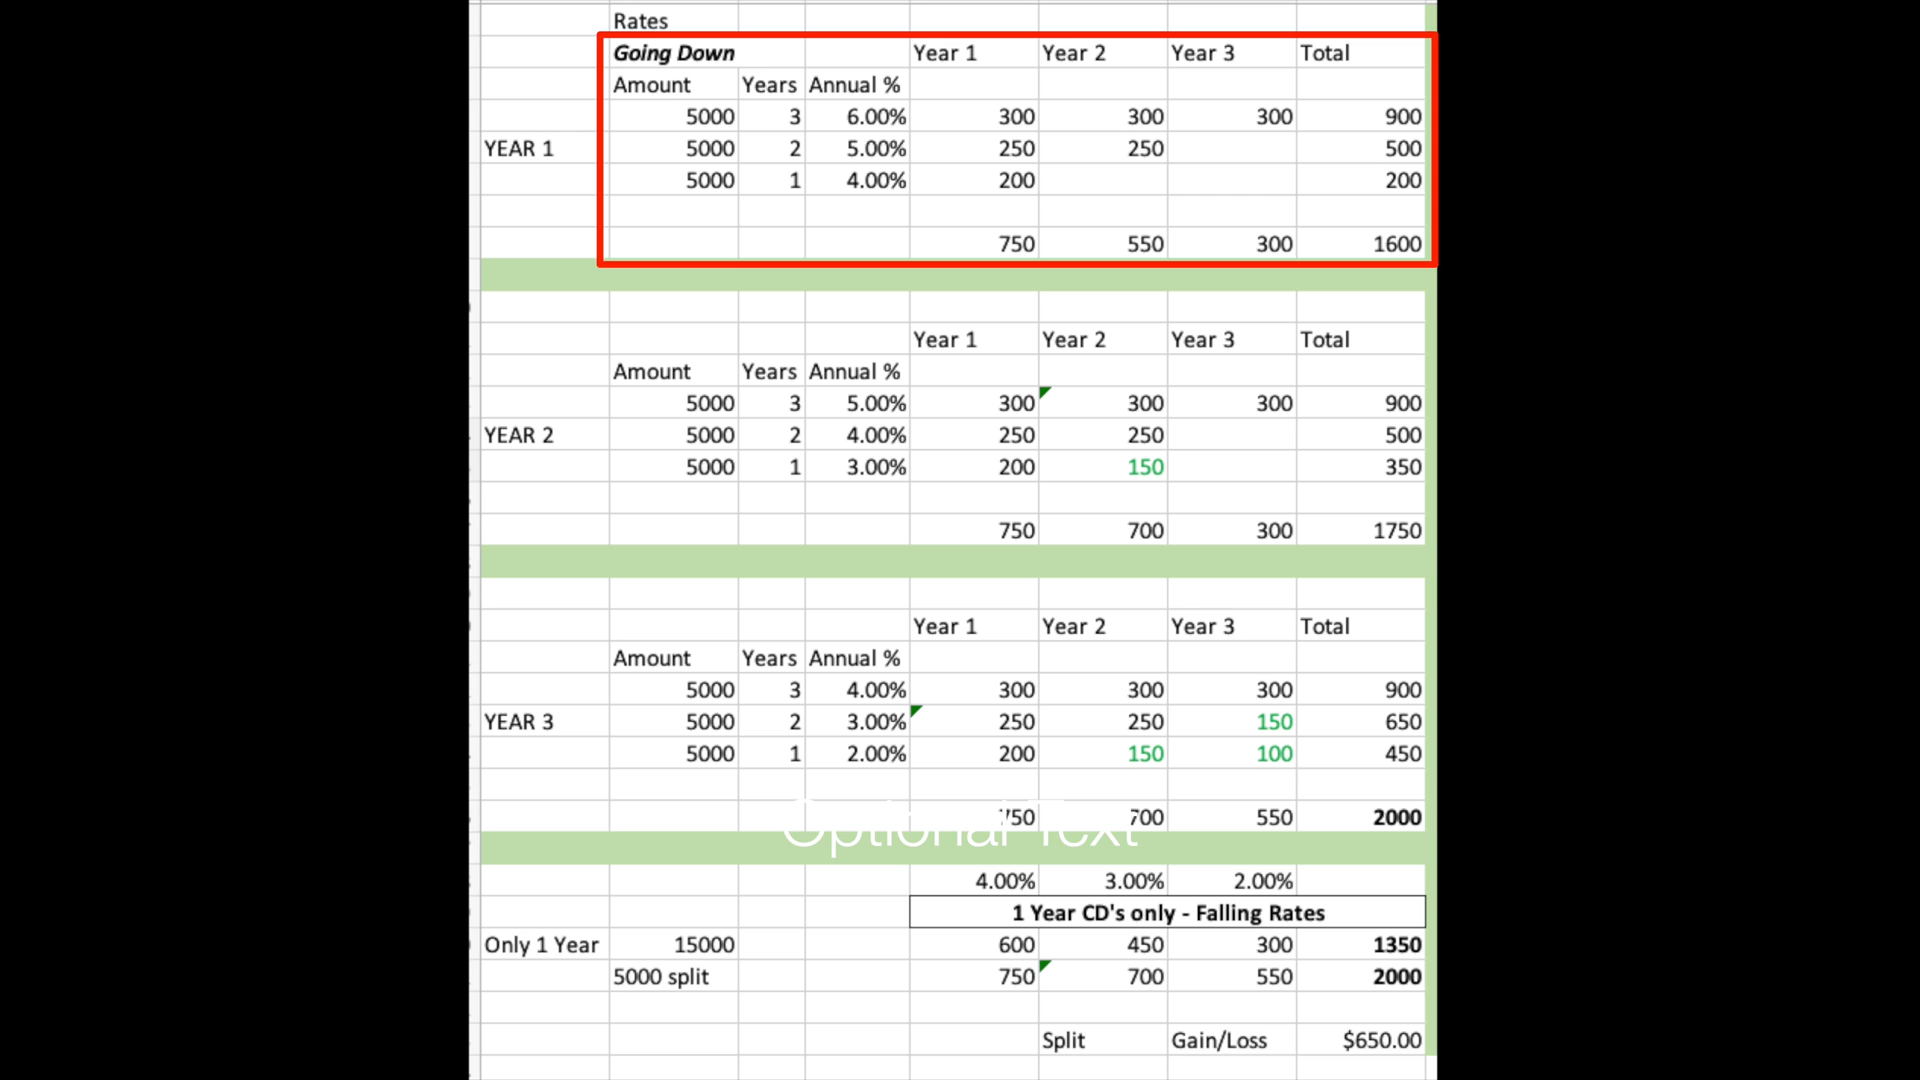 Rates
Going Down Year 1 Year 2 Year 3 Total
Amount Years Annual %
5000 3 6.00% 300 300 300 900
YEAR 1 5000 2 5.00% 250 250 500
5000 1 4.00% 200 200
750 550 300 1600
Year 1 Year 2 Year 3 Total
Amount Years Annual %
5000 3 5.00% 300 300 300 900
YEAR 2 5000 2 4.00% 250 250 500
5000 1 3.00% 200 150 350
750 700 300 1750
Year 1 Year 2 Year 3 Total
Amount Years Annual %
5000 3 4.00% 300 300 300 900
YEAR 3 5000 2 3.00% 250 250 150 650
5000 1 2.00% 200 150 100 450
750 700 550 2000
Optional Text
4.00% 3.00% 2.00%
1 Year CD's only - Falling Rates
Only 1 Year 15000 600 450 300 1350
5000 split 750 700 550 2000
Split Gain/Loss $650.00